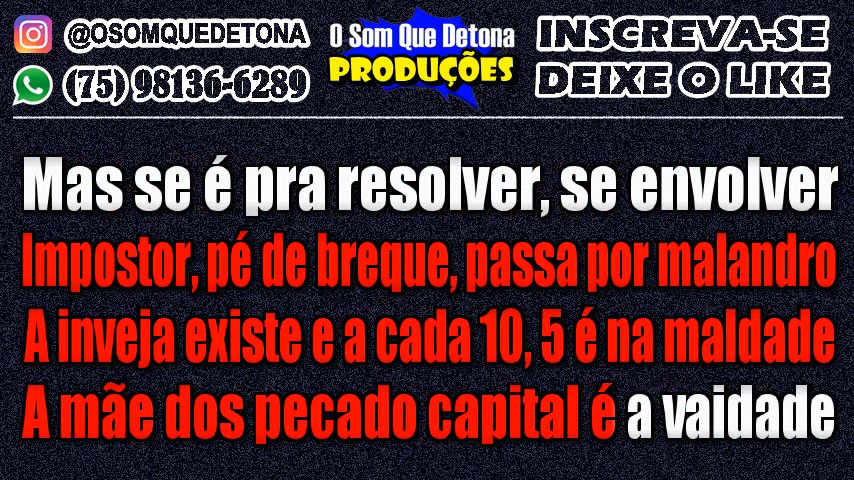 @OSOMQUEDETONA
(75) 98136-6289
O Som Que Detona
PRODUÇÕES
INSCREVA-SE
DEIXE O LIKE
Mas se é pra resolver, se envolver
Impostor, pé de breque, passa por malandro
A inveja existe e a cada 10, 5 é na maldade
A mãe dos pecado capital é a vaidade